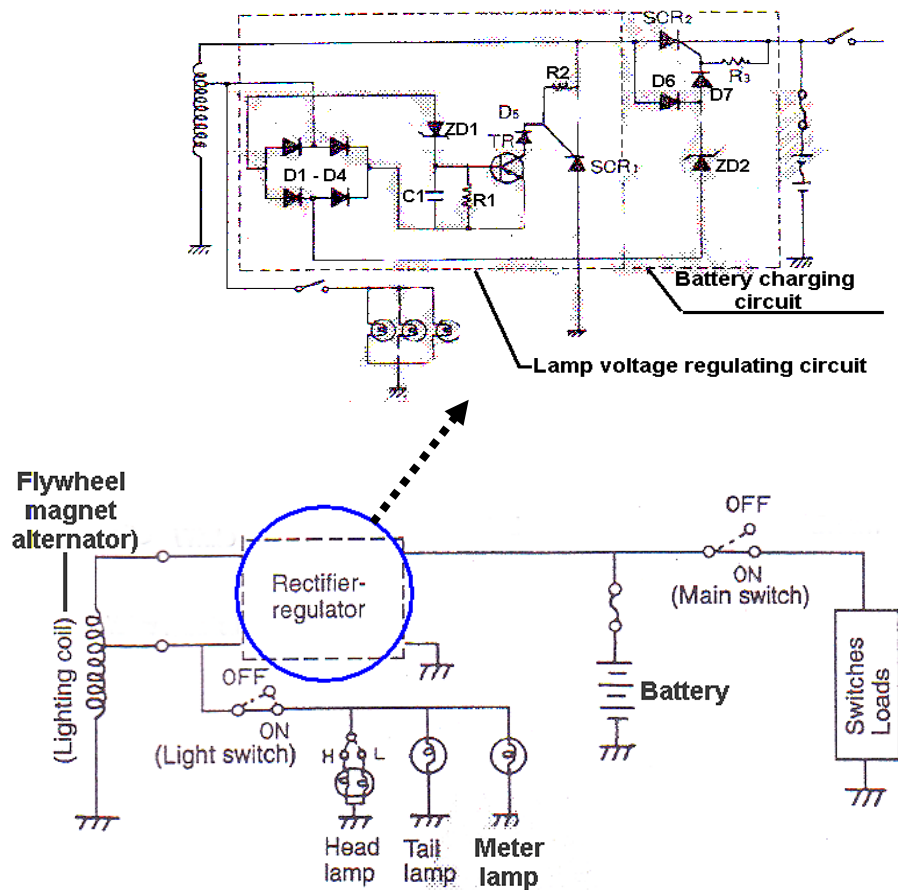 SCR2
R2
R3
D6
D7
D5
ZD1
TR
ZD2
D1 - D4
SCR1
C1
R1
Battery charging
circuit
Lamp voltage regulating circuit
Flywheel
magnet
alternator)
OFF
Rectifier-
regulator
ON
(Main switch)
(Lighting coil)
OFF
Battery
Switches
Loads
ON
(Light switch)
H
L
Head
lamp
Tail
lamp
Meter
lamp